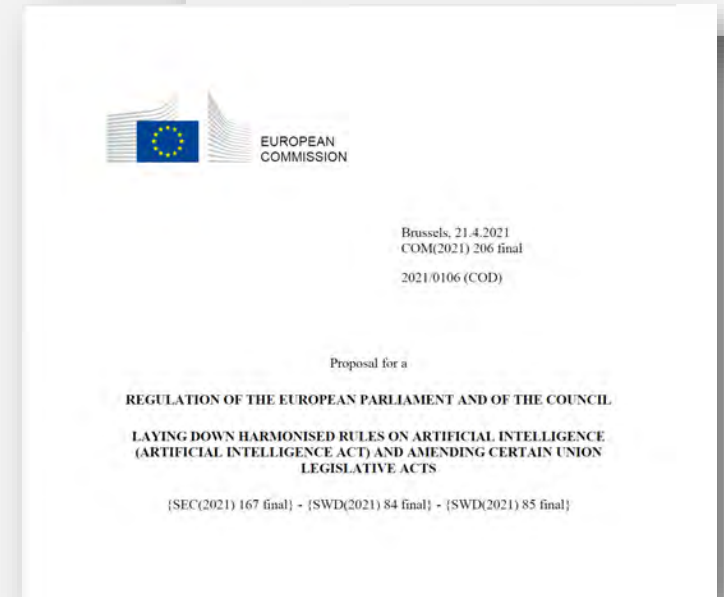 EUROPEAN
COMMISSION
Brussels, 21.4.2021
COM(2021) 206 final
2021/0106 (COD)
Proposal for a
REGULATION OF THE EUROPEAN PARLIAMENT AND OF THE COUNCIL
LAYING DOWN HARMONISED RULES ON ARTIFICIAL INTELLIGENCE
(ARTIFICIAL INTELLIGENCE ACT) AND AMENDING CERTAIN UNION
LEGISLATIVE ACTS
{SEC(2021) 167 final} - {SWD(2021) 84 final} - {SWD(2021) 85 final}